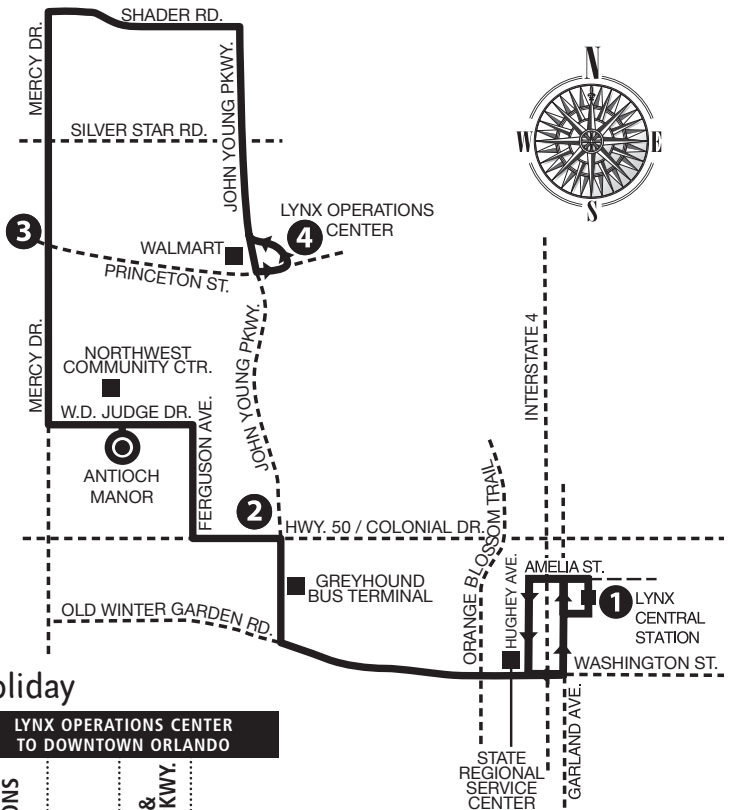 SHADER RD.
MERCY DR.
JOHN YOUNG PKWY.
SILVER STAR RD.
N
W E
S
3
WALMART
4
LYNX OPERATIONS
CENTER
PRINCETON ST.
MERCY DR.
NORTHWEST
COMMUNITY CTR.
JOHN YOUNG PKWY.
INTERSTATE 4
W.D. JUDGE DR.
FERGUSON AVE.
ANTIOCH
MANOR
2
HWY. 50 / COLONIAL DR.
ORANGE BLOSSOM TRAIL
HUGHEY AVE.
AMELIA ST.
GREYHOUND
BUS TERMINAL
1
LYNX
CENTRAL
STATION
OLD WINTER GARDEN RD.
WASHINGTON ST.
GARLAND AVE.
STATE
REGIONAL
SERVICE
CENTER
oliday
LYNX OPERATIONS CENTER
TO DOWNTOWN ORLANDO
ONS
&
KWY.